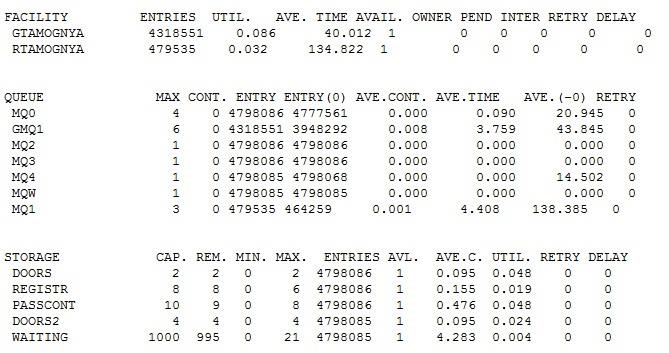 FACILITY ENTRIES UTIL. AVE. TIME AVAIL. OWNER PEND INTER RETRY DELAY
GTAMOGNYA 4318551 0.086 40.012 1 0 0 0 0 0
RTAMOGNYA 479535 0.032 134.822 1 0 0 0 0 0
QUEUE MAX CONT. ENTRY ENTRY(0) AVE.CONT. AVE.TIME AVE.(-0) RETRY
MQ0 4 0 4798086 4777561 0.000 0.090 20.945 0
GMQ1 6 0 4318551 3948292 0.008 3.759 43.845 0
MQ2 1 0 4798086 4798086 0.000 0.000 0.000 0
MQ3 1 0 4798086 4798086 0.000 0.000 0.000 0
MQ4 1 0 4798085 4798068 0.000 0.000 14.502 0
MQW 1 0 4798085 4798085 0.000 0.000 0.000 0
MQ1 3 0 479535 464259 0.001 4.408 138.385 0
STORAGE CAP. REM. MIN. MAX. ENTRIES AVL. AVE.C. UTIL. RETRY DELAY
DOORS 2 2 0 2 4798086 1 0.095 0.048 0 0
REGISTR 8 8 0 6 4798086 1 0.155 0.019 0 0
PASSCONT 10 9 0 8 4798086 1 0.476 0.048 0 0
DOORS2 4 4 0 4 4798085 1 0.095 0.024 0 0
WAITING 1000 995 0 21 4798085 1 4.283 0.004 0 0